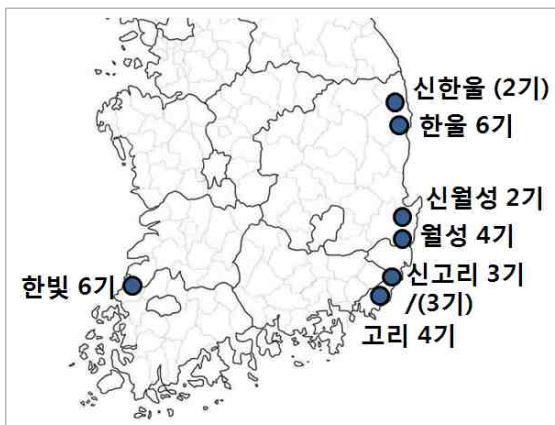 신한울 (2기)
한울 6기
신월성 2기
월성 4기
한빛 6기
신고리 3기
/(3기)
고리 4기